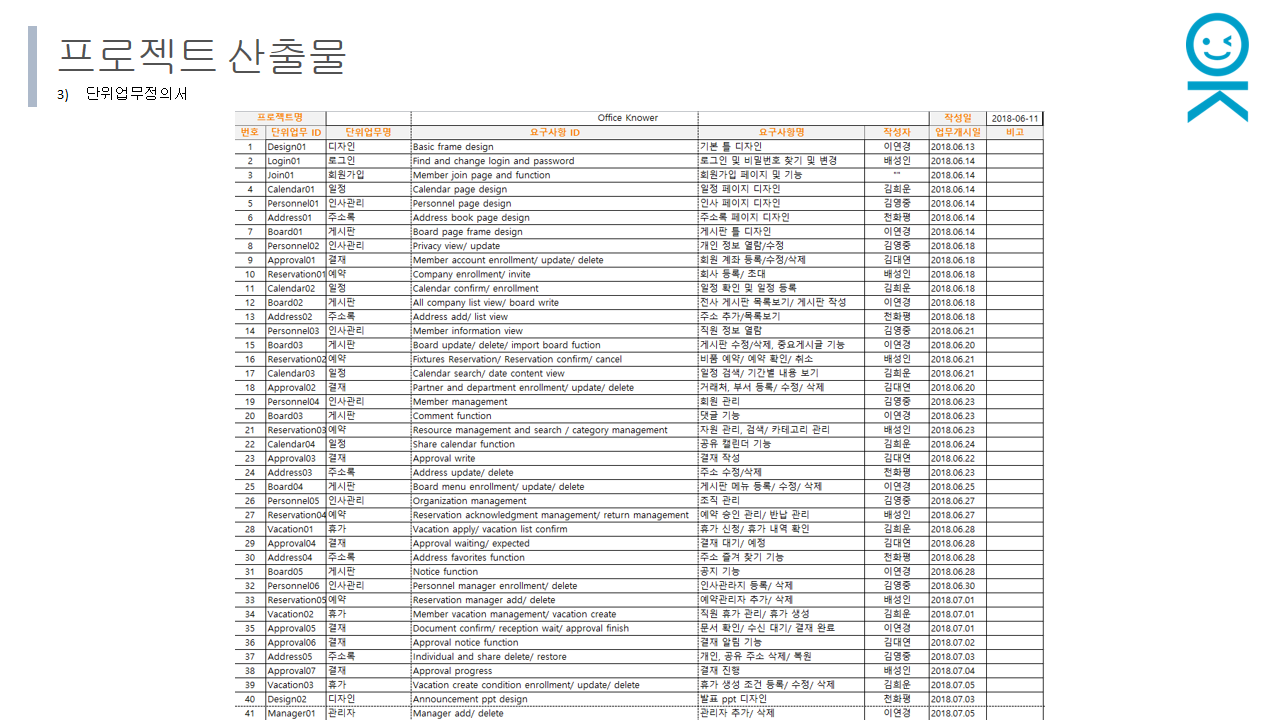 프로젝트 산출물
3) 단위업무정의서
OK
프로젝트명 Office Knower 작성일 2018-06-11
번호 단위업무 ID 단위업무명 요구사항 ID 요구사항명 작성자 업무개시일 비고
1 Design01 디자인 Basic frame design 기본 틀 디자인 이연경 2018.06.13
2 Login01 로그인 Find and change login and password 로그인 및 비밀번호 찾기 및 변경 배성인 2018.06.14
3 Join01 회원가입 Member join page and function 회원가입 페이지 및 기능 "" 2018.06.14
4 Calendar01 일정 Calendar page design 일정 페이지 디자인 김희운 2018.06.14
5 Personnel01 인사관리 Personnel page design 인사 페이지 디자인 김영중 2018.06.14
6 Address01 주소록 Address book page design 주소록 페이지 디자인 천화평 2018.06.14
7 Board01 게시판 Board page frame design 게시판 틀 디자인 이연경 2018.06.14
8 Personnel02 인사관리 Privacy view/ update 개인 정보 열람/수정 김영중 2018.06.18
9 Approval01 결재 Member account enrollment/ update/ delete 회원 계좌 등록/수정/삭제 김대연 2018.06.18
10 Reservation01 예약 Company enrollment/ invite 회사 등록/ 초대 배성인 2018.06.18
11 Calendar02 일정 Calendar confirm/ enrollment 일정 확인 및 일정 등록 김희운 2018.06.18
12 Board02 게시판 All company list view/ board write 전사 게시판 목록보기/ 게시판 작성 이연경 2018.06.18
13 Address02 주소록 Address add/ list view 주소 추가/목록보기 천화평 2018.06.18
14 Personnel03 인사관리 Member information view 직원 정보 열람 김영중 2018.06.21
15 Board03 게시판 Board update/ delete/ import board fuction 게시판 수정/삭제, 중요게시글 기능 이연경 2018.06.20
16 Reservation02 예약 Fixtures Reservation/ Reservation confirm/ cancel 비품 예약/ 예약 확인/ 취소 배성인 2018.06.21
17 Calendar03 일정 Calendar search/ date content view 일정 검색/ 기간별 내용 보기 김희운 2018.06.21
18 Approval02 결재 Partner and department enrollment/ update/ delete 거래처, 부서 등록/ 수정/ 삭제 김대연 2018.06.20
19 Personnel04 인사관리 Member management 회원 관리 김영중 2018.06.23
20 Board03 게시판 Comment function 댓글 기능 이연경 2018.06.23
21 Reservation03 예약 Resource management and search / category management 자원 관리, 검색/ 카테고리 관리 배성인 2018.06.23
22 Calendar04 일정 Share calendar function 공유 캘린더 기능 김희운 2018.06.24
23 Approval03 결재 Approval write 결재 작성 김대연 2018.06.22
24 Address03 주소록 Address update/ delete 주소 수정/삭제 천화평 2018.06.23
25 Board04 게시판 Board menu enrollment/ update/ delete 게시판 메뉴 등록/ 수정/ 삭제 이연경 2018.06.25
26 Personnel05 인사관리 Organization management 조직 관리 김영중 2018.06.27
27 Reservation04 예약 Reservation acknowledgment management/ return management 예약 승인 관리/ 반납 관리 배성인 2018.06.27
28 Vacation01 휴가 Vacation apply/ vacation list confirm 휴가 신청/ 휴가 내역 확인 김희운 2018.06.28
29 Approval04 결재 Approval waiting/ expected 결재 대기/ 예정 김대연 2018.06.28
30 Address04 주소록 Address favorites function 주소 즐겨 찾기 기능 천화평 2018.06.28
31 Board05 게시판 Notice function 공지 기능 이연경 2018.06.28
32 Personnel06 인사관리 Personnel manager enrollment/ delete 인사관라지 등록/ 삭제 김영중 2018.06.30
33 Reservation05 예약 Reservation manager add/ delete 예약관리자 추가/ 삭제 배성인 2018.07.01
34 Vacation02 휴가 Member vacation management/ vacation create 직원 휴가 관리/ 휴가 생성 김희운 2018.07.01
35 Approval05 결재 Document confirm/ reception wait/ approval finish 문서 확인/ 수신 대기/ 결재 완료 이연경 2018.07.01
36 Approval06 결재 Approval notice function 결재 알림 기능 김대연 2018.07.02
37 Address05 주소록 Individual and share delete/ restore 개인, 공유 주소 삭제/ 복원 김영중 2018.07.03
38 Approval07 결재 Approval progress 결재 진행 배성인 2018.07.04
39 Vacation03 휴가 Vacation create condition enrollment/ update/ delete 휴가 생성 조건 등록/ 수정/ 삭제 김희운 2018.07.05
40 Design02 디자인 Announcement ppt design 발표 ppt 디자인 천화평 2018.07.03
41 Manager01 관리자 Manager add/ delete 관리자 추가/ 삭제 이연경 2018.07.05